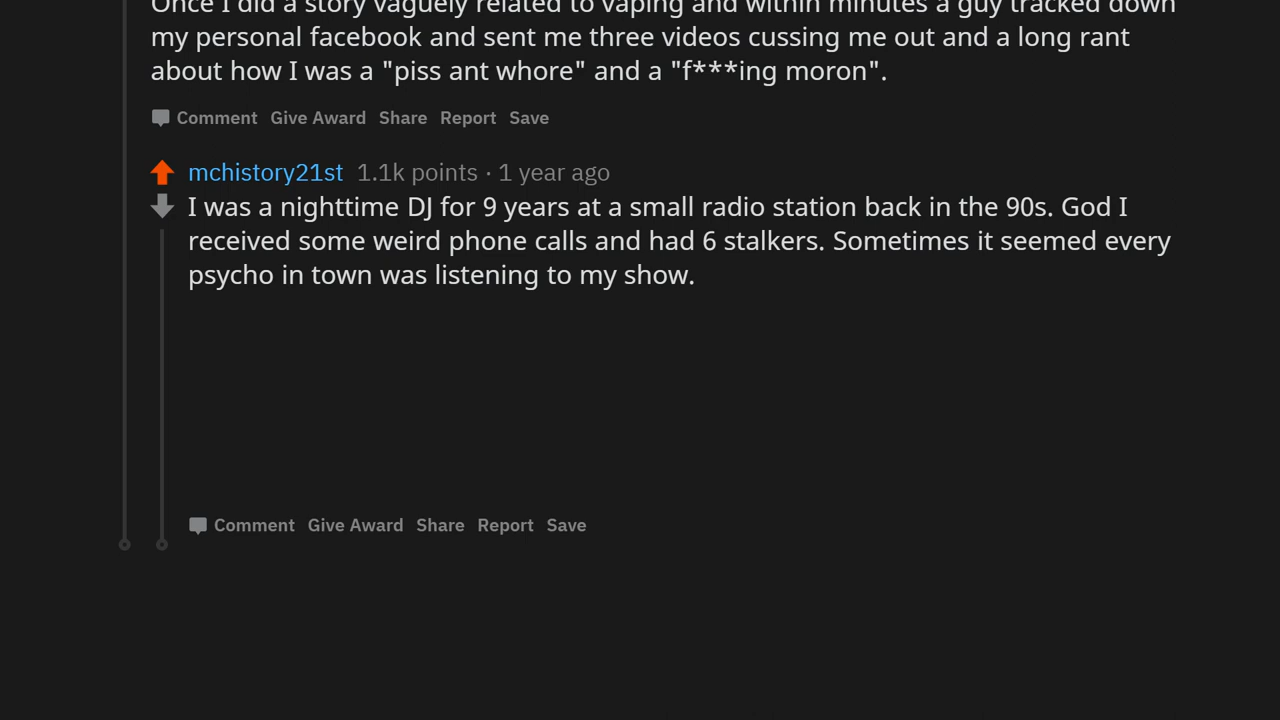 Once I did a story vaguely related to vaping and within minutes a guy tracked down
my personal facebook and sent me three videos cussing me out and a long rant
about how I was a "piss ant whore" and a "f***ing moron".
Comment Give Award Share Report Save
mchistory21st 1.1k points · 1 year ago
I was a nighttime DJ for 9 years at a small radio station back in the 90s. God I
received some weird phone calls and had 6 stalkers. Sometimes it seemed every
psycho in town was listening to my show.
Comment Give Award Share Report Save